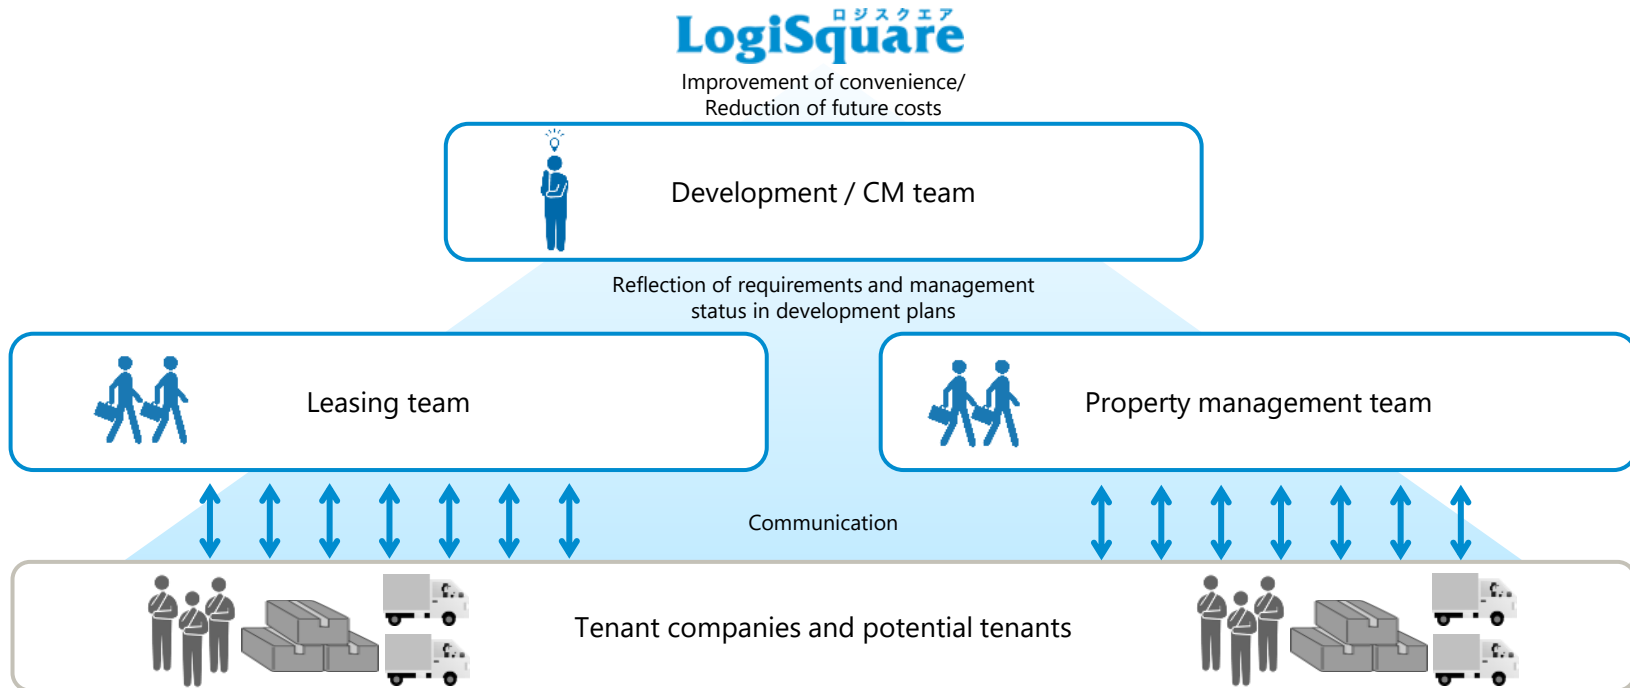 ロジスクエア
LogiSquare
Improvement of convenience/
Reduction of future costs
Development / CM team
Reflection of requirements and management
status in development plans
Leasing team
Property management team
Communication
Tenant companies and potential tenants